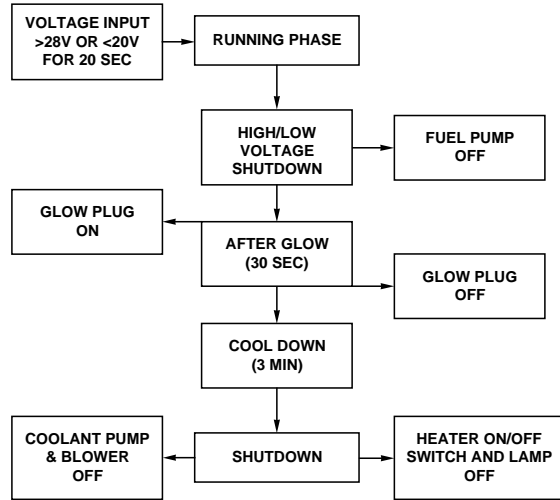 VOLTAGE INPUT
>28V OR <20V
FOR 20 SEC
RUNNING PHASE
HIGH/LOW
VOLTAGE
SHUTDOWN
FUEL PUMP
OFF
GLOW PLUG
ON
AFTER GLOW
(30 SEC)
GLOW PLUG
OFF
COOL DOWN
(3 MIN)
COOLANT PUMP
& BLOWER
OFF
SHUTDOWN
HEATER ON/OFF
SWITCH AND LAMP
OFF